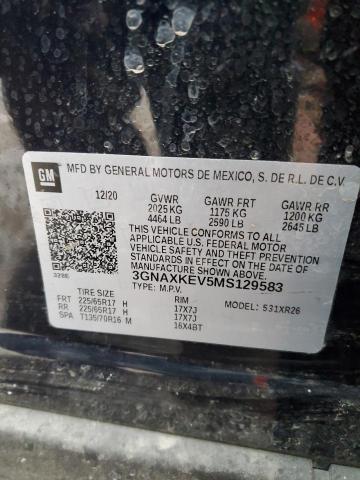 GM
MFD BY GENERAL MOTORS DE MEXICO, S. DE R.L. DE C.V.
12/20 GVWR GAWR FRT GAWR RR
2025 KG 1175 KG 1200 KG
4464 LB 2590 LB 2645 LB
THIS VEHICLE CONFORMS TO ALL
APPLICABLE U.S. FEDERAL MOTOR
VEHICLE SAFETY, BUMPER, AND THEFT PREVENTION
STANDARDS IN EFFECT ON THE DATE OF
MANUFACTURE SHOWN ABOVE.
3298 3GNAXKEV5MS129583
TYPE: M.P.V. MODEL: 531XR26
TIRE SIZE RIM
FRT 225/65R17 H 17X7J
RR 225/65R17 H 17X7J
SPA T135/70R16 M 16X4BT